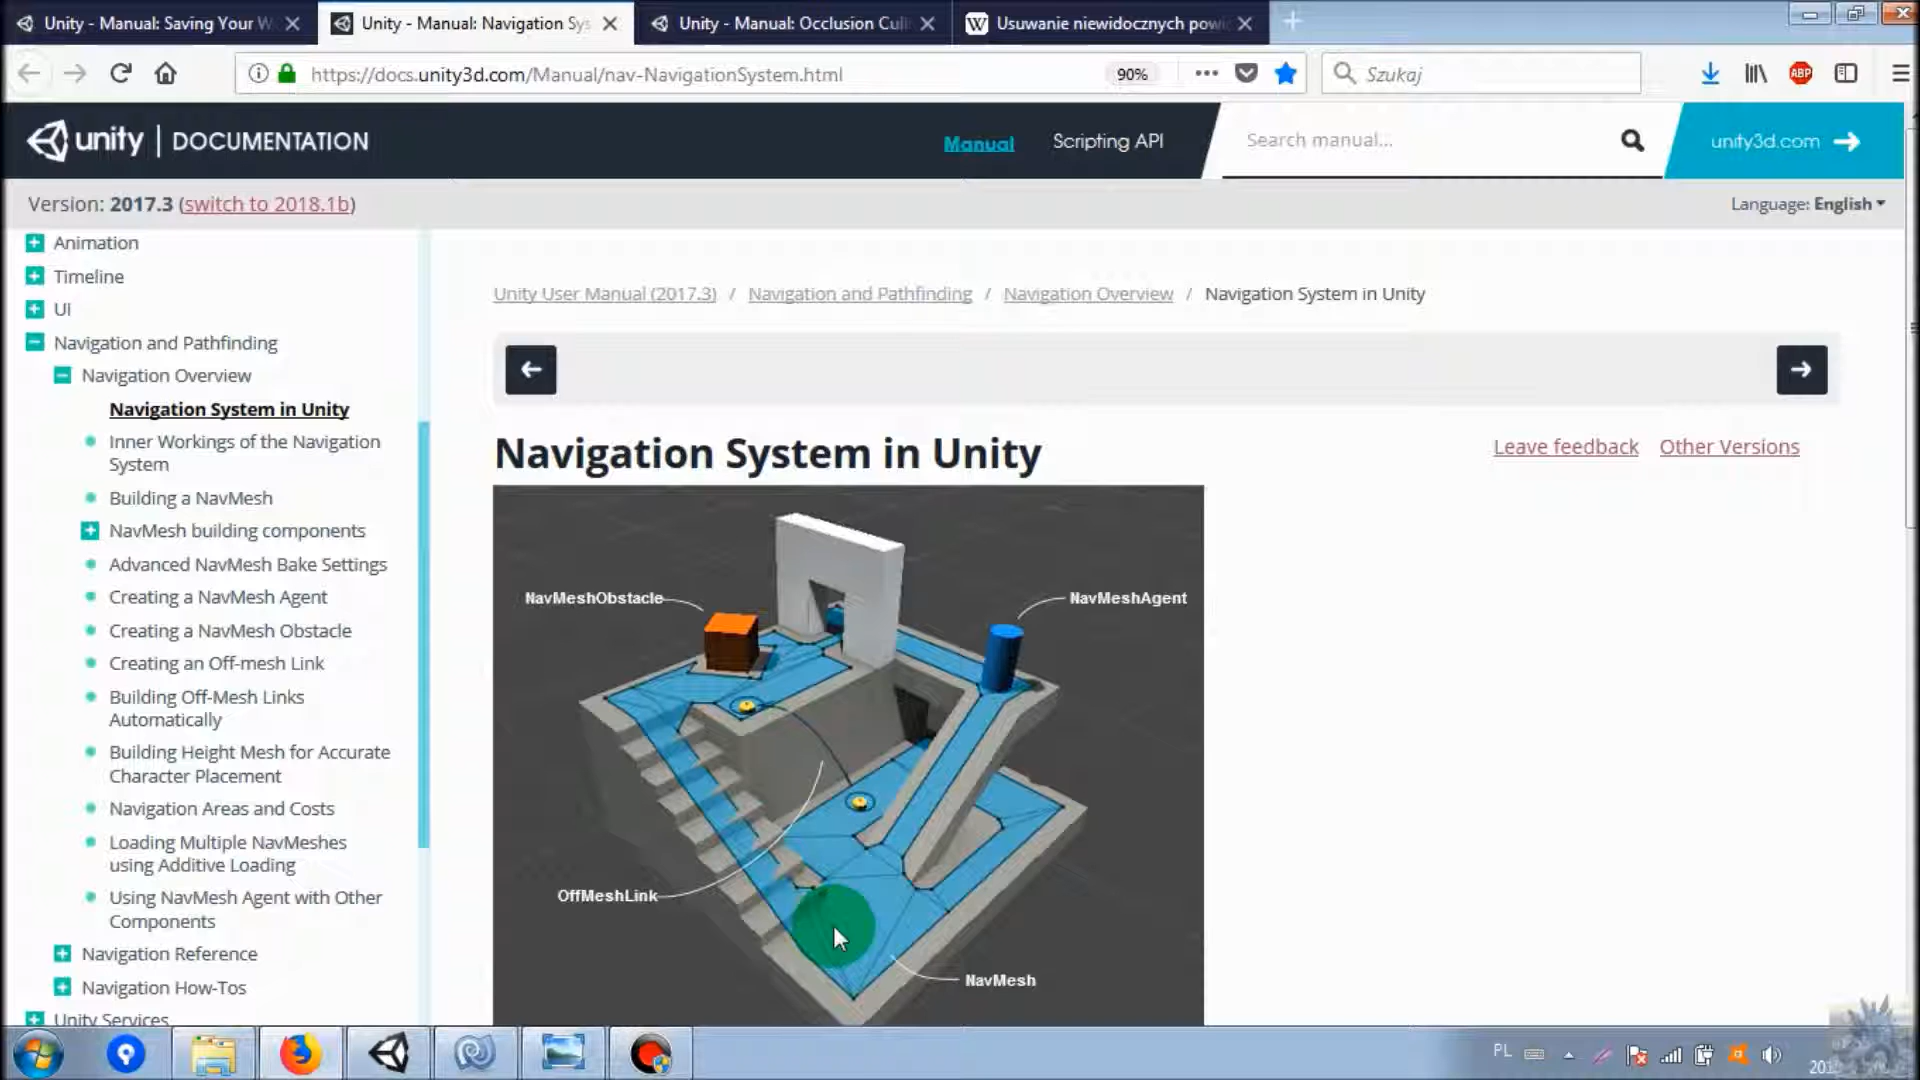 Unity - Manual: Saving Your W
Unity - Manual: Navigation Sys
Unity - Manual: Occlusion Cull
Usuwanie niewidocznych powi
https://docs.unity3d.com/Manual/nav-NavigationSystem.html
90%
Szukaj
ABP
unity | DOCUMENTATION
Manual
Scripting API
Search manual...
unity3d.com
Version: 2017.3 (switch to 2018.1b)
Language: English
Animation
Timeline
UI
Navigation and Pathfinding
Navigation Overview
Navigation System in Unity
Inner Workings of the Navigation
System
Building a NavMesh
NavMesh building components
Advanced NavMesh Bake Settings
Creating a NavMesh Agent
Creating a NavMesh Obstacle
Creating an Off-mesh Link
Building Off-Mesh Links
Automatically
Building Height Mesh for Accurate
Character Placement
Navigation Areas and Costs
Loading Multiple NavMeshes
using Additive Loading
Using NavMesh Agent with Other
Components
Navigation Reference
Navigation How-Tos
Unity Services
Unity User Manual (2017.3) / Navigation and Pathfinding / Navigation Overview / Navigation System in Unity
Navigation System in Unity
Leave feedback
Other Versions
NavMeshObstacle
NavMeshAgent
OffMeshLink
NavMesh
PL